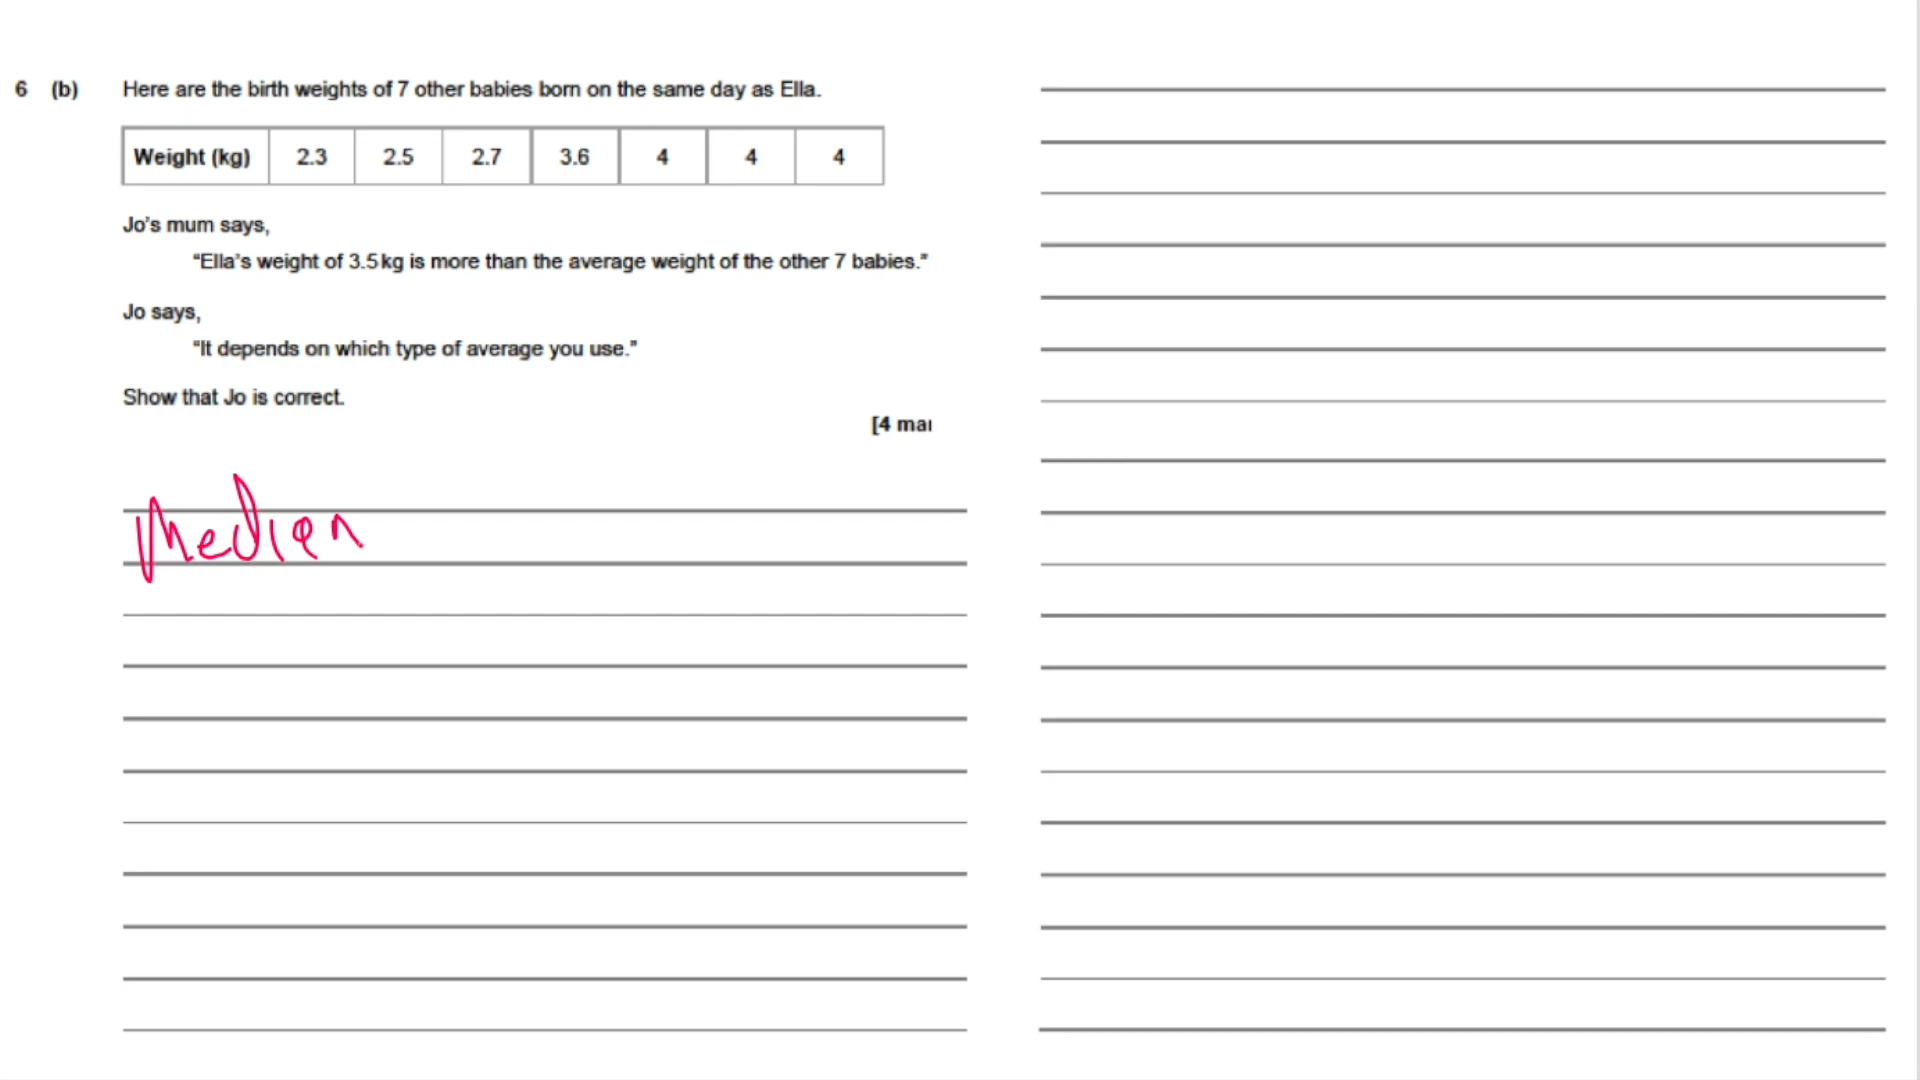 6 (b) Here are the birth weights of 7 other babies born on the same day as Ella.
Weight (kg) 2.3 2.5 2.7 3.6 4 4 4
Jo's mum says,
"Ella's weight of 3.5 kg is more than the average weight of the other 7 babies."
Jo says,
"It depends on which type of average you use."
Show that Jo is correct.
[4 mar
Median